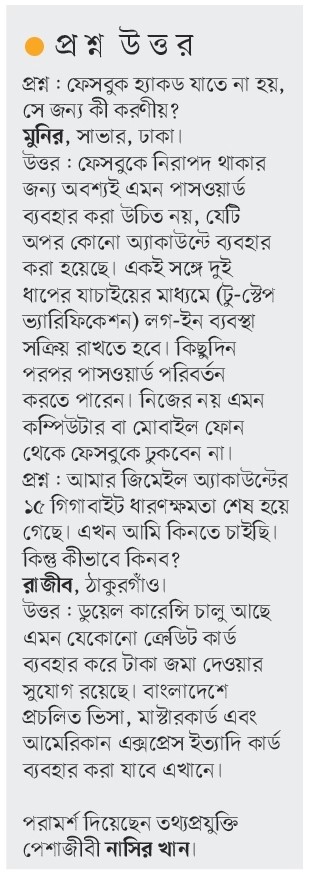 প্রশ্ন উত্তর
প্রশ্ন : ফেসবুক হ্যাকড যাতে না হয়,
সে জন্য কী করণীয়?
মুনির, সাভার, ঢাকা।
উত্তর : ফেসবুকে নিরাপদ থাকার
জন্য অবশ্যই এমন পাসওয়ার্ড
ব্যবহার করা উচিত নয়, যেটি
অপর কোনো অ্যাকাউন্টে ব্যবহার
করা হয়েছে। একই সঙ্গে দুই
ধাপের যাচাইয়ের মাধ্যমে (টু-স্টেপ
ভ্যারিফিকেশন) লগ-ইন ব্যবস্থা
সক্রিয় রাখতে হবে। কিছুদিন
পরপর পাসওয়ার্ড পরিবর্তন
করতে পারেন। নিজের নয় এমন
কম্পিউটার বা মোবাইল ফোন
থেকে ফেসবুকে ঢুকবেন না।
প্রশ্ন : আমার জিমেইল অ্যাকাউন্টের
১৫ গিগাবাইট ধারণক্ষমতা শেষ হয়ে
গেছে। এখন আমি কিনতে চাইছি।
কিন্তু কীভাবে কিনব?
রাজীব, ঠাকুরগাঁও।
উত্তর : ডুয়েল কারেন্সি চালু আছে
এমন যেকোনো ক্রেডিট কার্ড
ব্যবহার করে টাকা জমা দেওয়ার
সুযোগ রয়েছে। বাংলাদেশে
প্রচলিত ভিসা, মাস্টারকার্ড এবং
আমেরিকান এক্সপ্রেস ইত্যাদি কার্ড
ব্যবহার করা যাবে এখানে।
পরামর্শ দিয়েছেন তথ্যপ্রযুক্তি
পেশাজীবী নাসির খান।